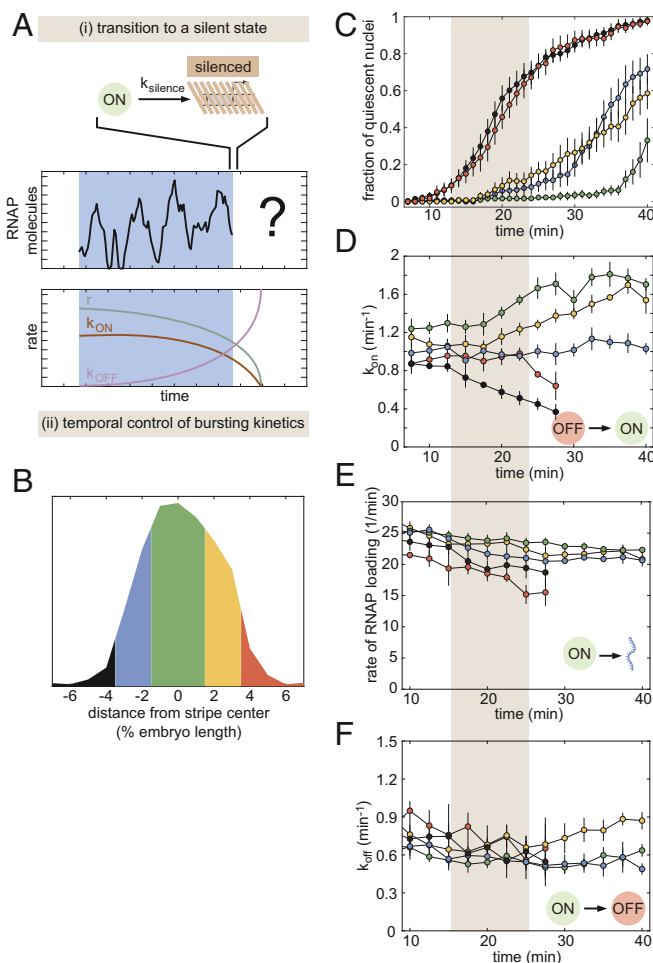 A
(i) transition to a silent state
ON
k_silence
silenced
RNAP
molecules
?
rate
r
k_ON
k_OFF
time
(ii) temporal control of bursting kinetics
B
-6 -4 -2 0 2 4 6
distance from stripe center
(% embryo length)
C
fraction of quiescent nuclei
1
0.8
0.6
0.4
0.2
0
10 20 30 40
time (min)
D
k_on (min⁻¹)
2
1.6
1.2
0.8
0.4
0
10 20 30 40
time (min)
OFF
ON
E
rate of RNAP loading (1/min)
30
25
20
15
10
5
0
10 20 30 40
time (min)
ON
F
k_off (min⁻¹)
1.5
1.2
0.9
0.6
0.3
0
10 20 30 40
time (min)
ON
OFF